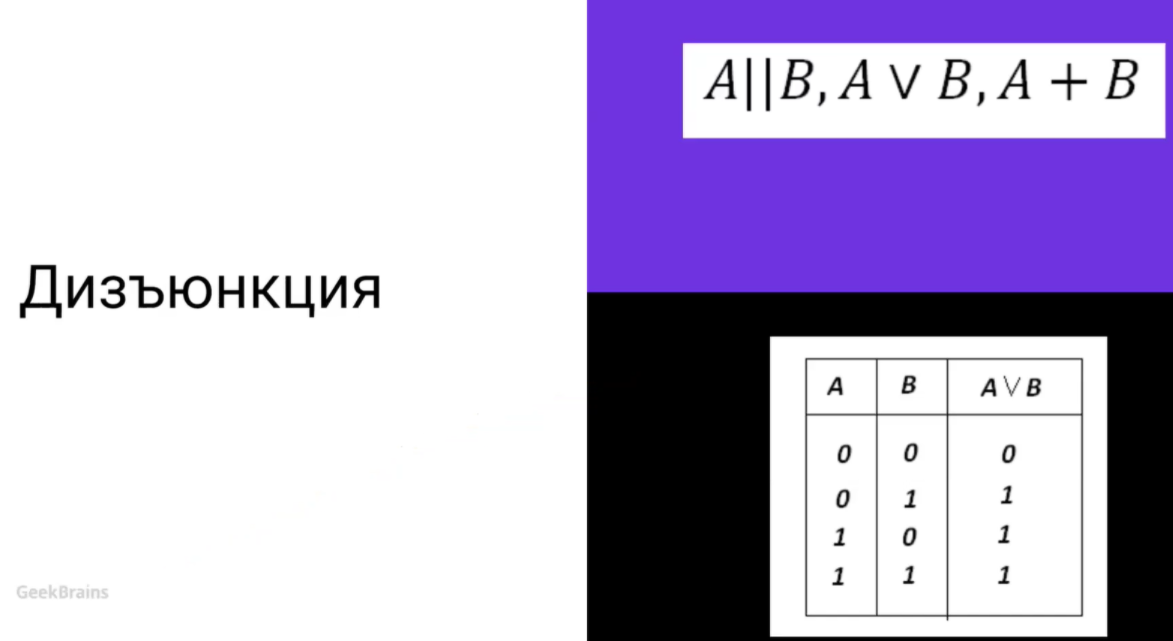 Дизъюнкция
GeekBrains
A||B, A ∨ B, A + B
A B A∨B
0 0 0
0 1 1
1 0 1
1 1 1